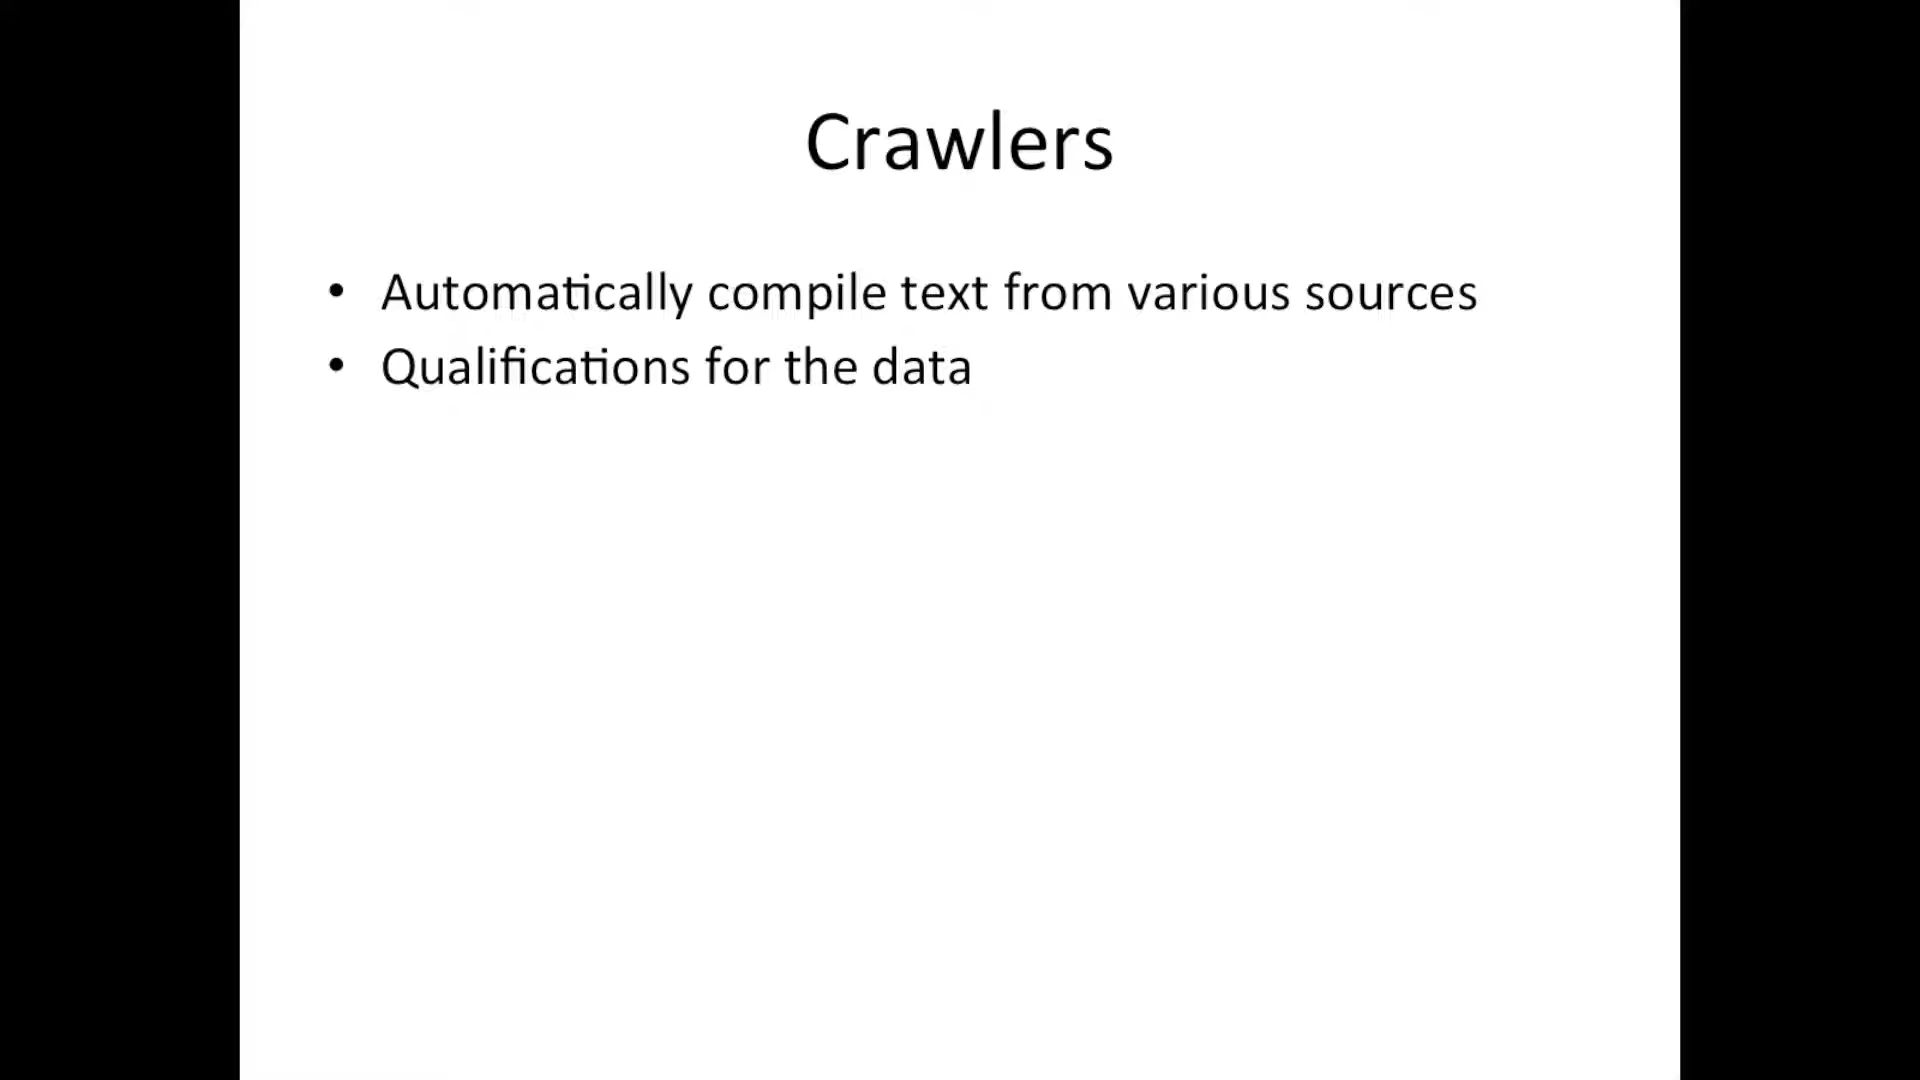 Crawlers
• Automatically compile text from various sources
• Qualifications for the data